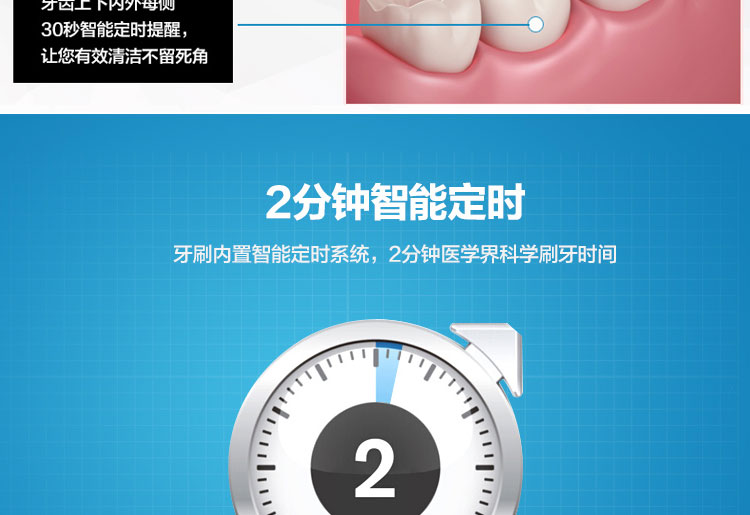 牙齿上下内外每侧
30秒智能定时提醒，
让您有效清洁不留死角
2分钟智能定时
牙刷内置智能定时系统，2分钟医学界科学刷牙时间
2